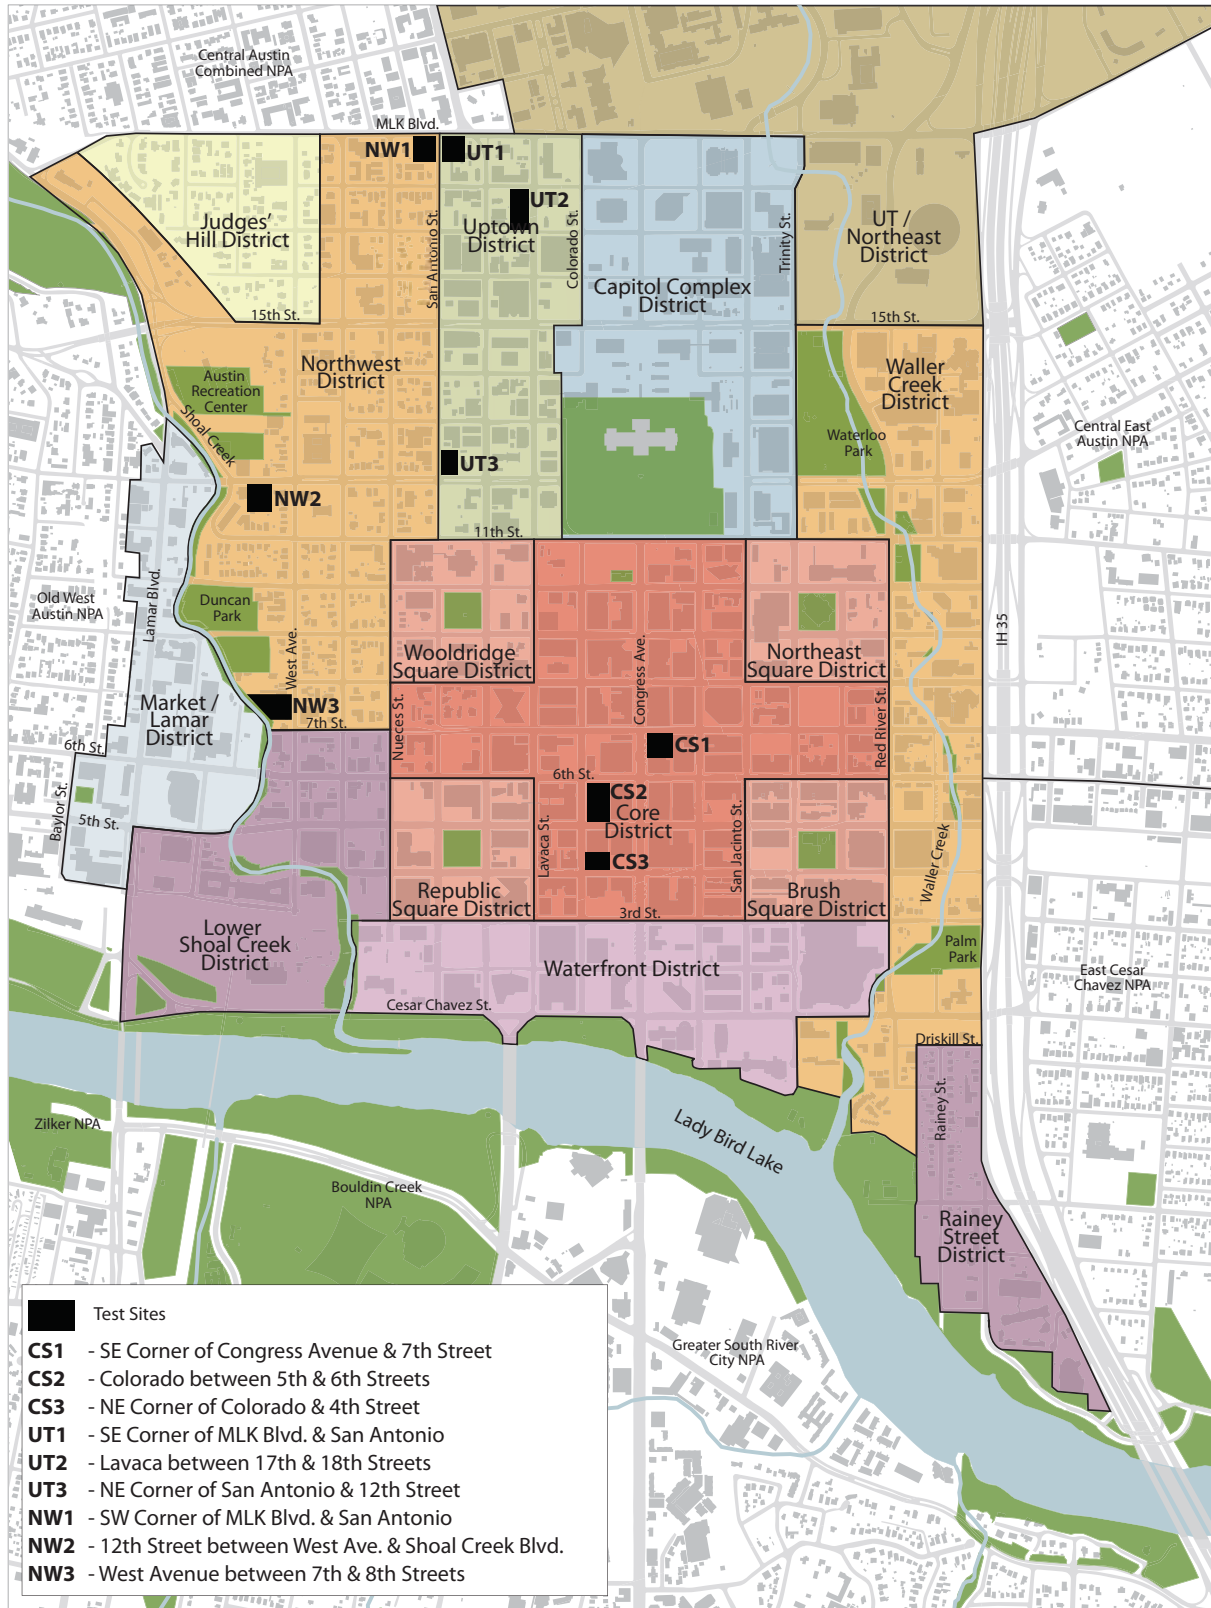 Central Austin
Combined NPA
MLK Blvd.
NW1
UT1
UT2
Judges’
Hill District
Uptown
District
San Antonio St.
Colorado St.
Trinity St.
UT /
Northeast
District
Capitol Complex
District
15th St.
15th St.
Northwest
District
Austin
Recreation
Center
Shoal Creek
Waller
Creek
District
Waterloo
Park
Central East
Austin NPA
UT3
NW2
11th St.
Old West
Austin NPA
Lamar Blvd.
Duncan
Park
West Ave.
IH 35
Wooldridge
Square District
Congress Ave.
Northeast
Square District
NW3
7th St.
Market /
Lamar
District
Nueces St.
Red River St.
6th St.
CS1
6th St.
CS2
Core
District
Baylor St.
5th St.
Lavaca St.
CS3
San Jacinto St.
Waller Creek
Republic
Square District
Brush
Square District
3rd St.
Lower
Shoal Creek
District
Waterfront District
Palm
Park
East Cesar
Chavez NPA
Cesar Chavez St.
Driskill St.
Rainey St.
Zilker NPA
Lady Bird Lake
Bouldin Creek
NPA
Rainey
Street
District
Greater South River
City NPA
Test Sites
CS1 - SE Corner of Congress Avenue & 7th Street
CS2 - Colorado between 5th & 6th Streets
CS3 - NE Corner of Colorado & 4th Street
UT1 - SE Corner of MLK Blvd. & San Antonio
UT2 - Lavaca between 17th & 18th Streets
UT3 - NE Corner of San Antonio & 12th Street
NW1 - SW Corner of MLK Blvd. & San Antonio
NW2 - 12th Street between West Ave. & Shoal Creek Blvd.
NW3 - West Avenue between 7th & 8th Streets